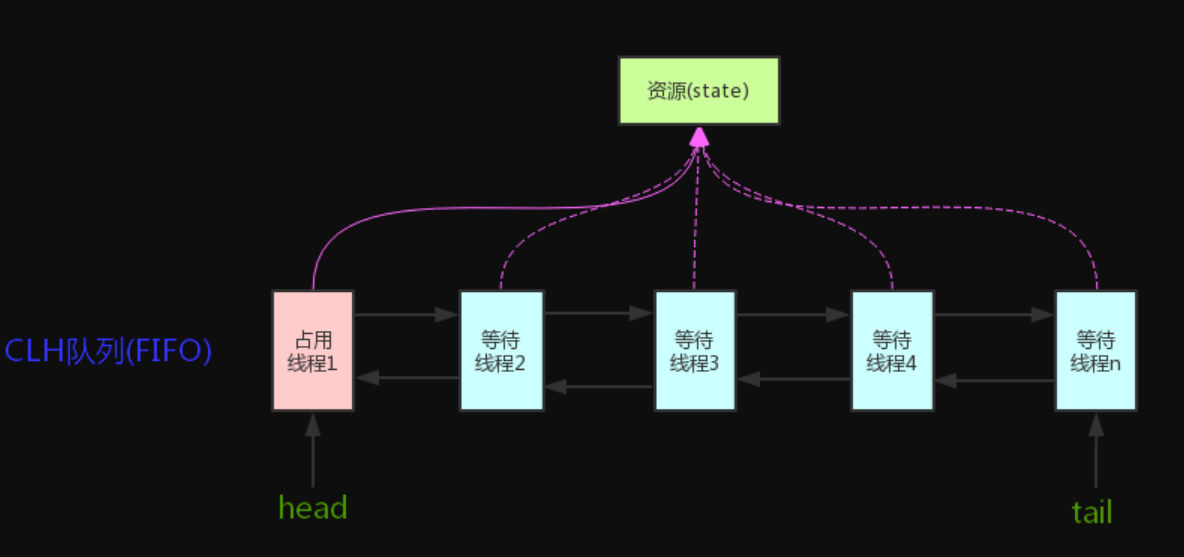 资源(state)
占用
线程1
等待
线程2
等待
线程3
等待
线程4
等待
线程n
CLH队列(FIFO)
head
tail